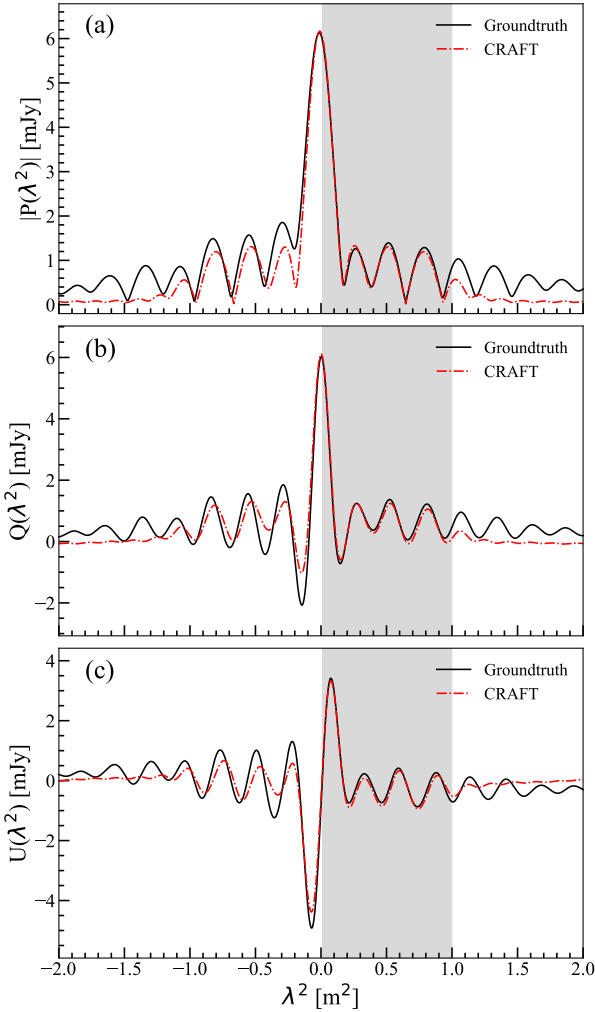 (a)
Groundtruth
CRAFT
6
5
4
3
2
1
0
|P(λ²)| [mJy]
(b)
Groundtruth
CRAFT
6
4
2
0
−2
Q(λ²) [mJy]
(c)
Groundtruth
CRAFT
4
2
0
−2
−4
U(λ²) [mJy]
−2.0 −1.5 −1.0 −0.5 0.0 0.5 1.0 1.5 2.0
λ² [m²]